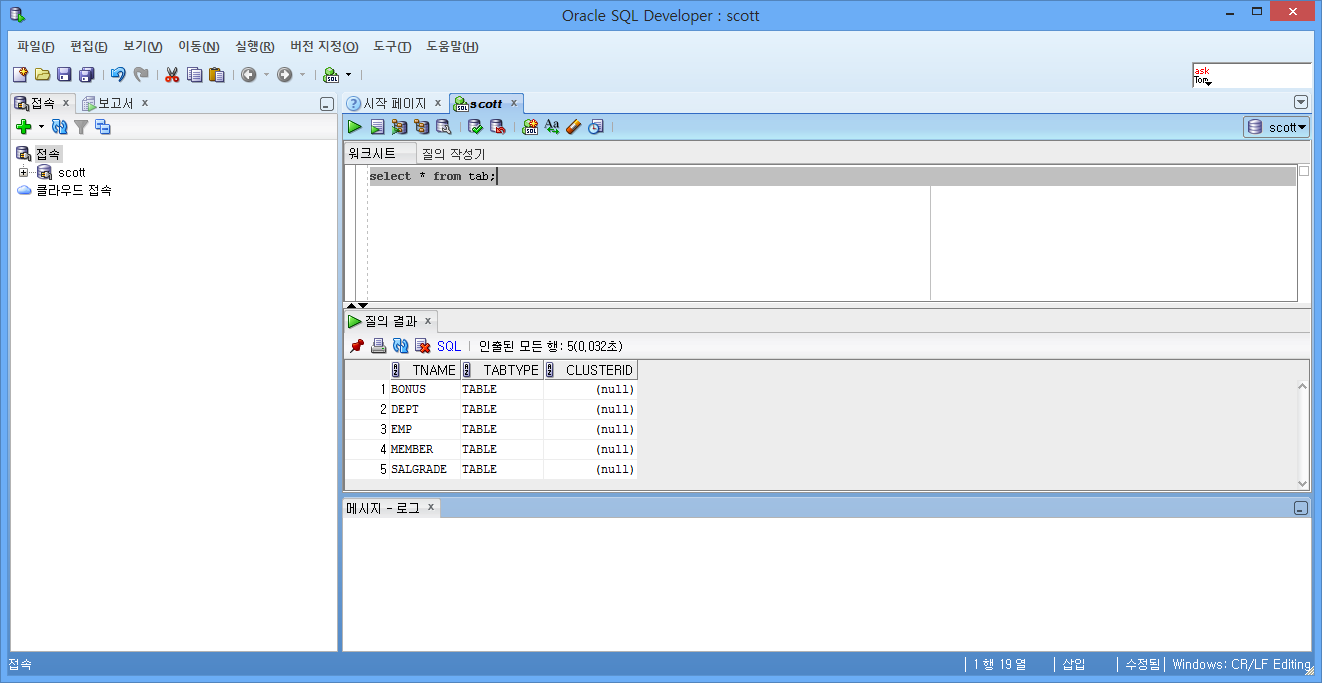 Oracle SQL Developer : scott
파일(F) 편집(E) 보기(V) 이동(N) 실행(R) 버전 지정(O) 도구(T) 도움말(H)
SQL
ask
Tom
접속 x 보고서 x
시작 페이지 x scott x
scott
접속
scott
클라우드 접속
워크시트 질의 작성기
select * from tab;
질의 결과 x
SQL 인출된 모든 행: 5(0,032초)
TNAME TABTYPE CLUSTERID
1 BONUS TABLE (null)
2 DEPT TABLE (null)
3 EMP TABLE (null)
4 MEMBER TABLE (null)
5 SALGRADE TABLE (null)
메시지 - 로그 x
접속 1 행 19 열 삽입 수정됨 Windows: CR/LF Editing